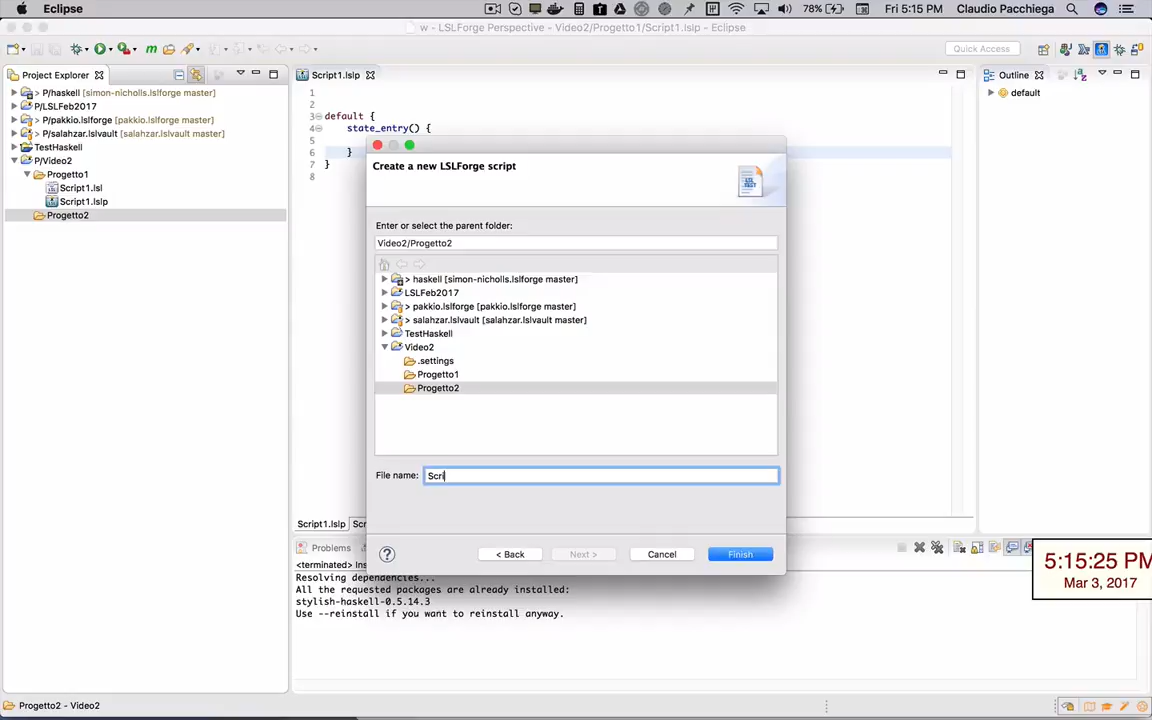 Eclipse
78%
Fri 5:15 PM
Claudio Pacchiega
w - LSLForge Perspective - Video2/Progetto1/Script1.lslp - Eclipse
Quick Access
Project Explorer
> P/haskell [simon-nicholls.lslforge master]
P/LSLFeb2017
> P/pakkio.lslforge [pakkio.lslforge master]
> P/salahzar.lslvault [salahzar.lslvault master]
TestHaskell
P/Video2
Progetto1
Script1.lsl
Script1.lslp
Progetto2
Script1.lslp
1
2
3 default {
4 state_entry() {
5
6 }
7 }
8
Outline
default
Create a new LSLForge script
Enter or select the parent folder:
Video2/Progetto2
> haskell [simon-nicholls.lslforge master]
LSLFeb2017
> pakkio.lslforge [pakkio.lslforge master]
> salahzar.lslvault [salahzar.lslvault master]
TestHaskell
Video2
.settings
Progetto1
Progetto2
File name:
Scri
?
< Back
Next >
Cancel
Finish
Script1.lslp
Problems
<terminated>
Resolving dependencies...
All the requested packages are already installed:
stylish-haskell-0.5.14.3
Use --reinstall if you want to reinstall anyway.
5:15:25 PM
Mar 3, 2017
Progetto2 - Video2